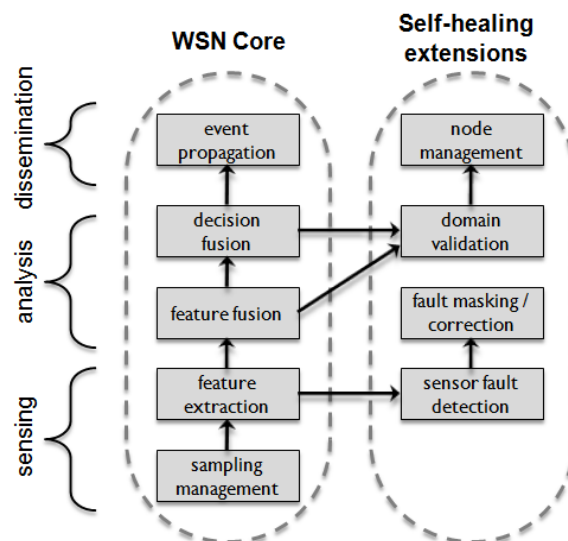 WSN Core
Self-healing
extensions
dissemination
event
propagation
node
management
analysis
decision
fusion
domain
validation
feature fusion
fault masking /
correction
sensing
feature
extraction
sensor fault
detection
sampling
management